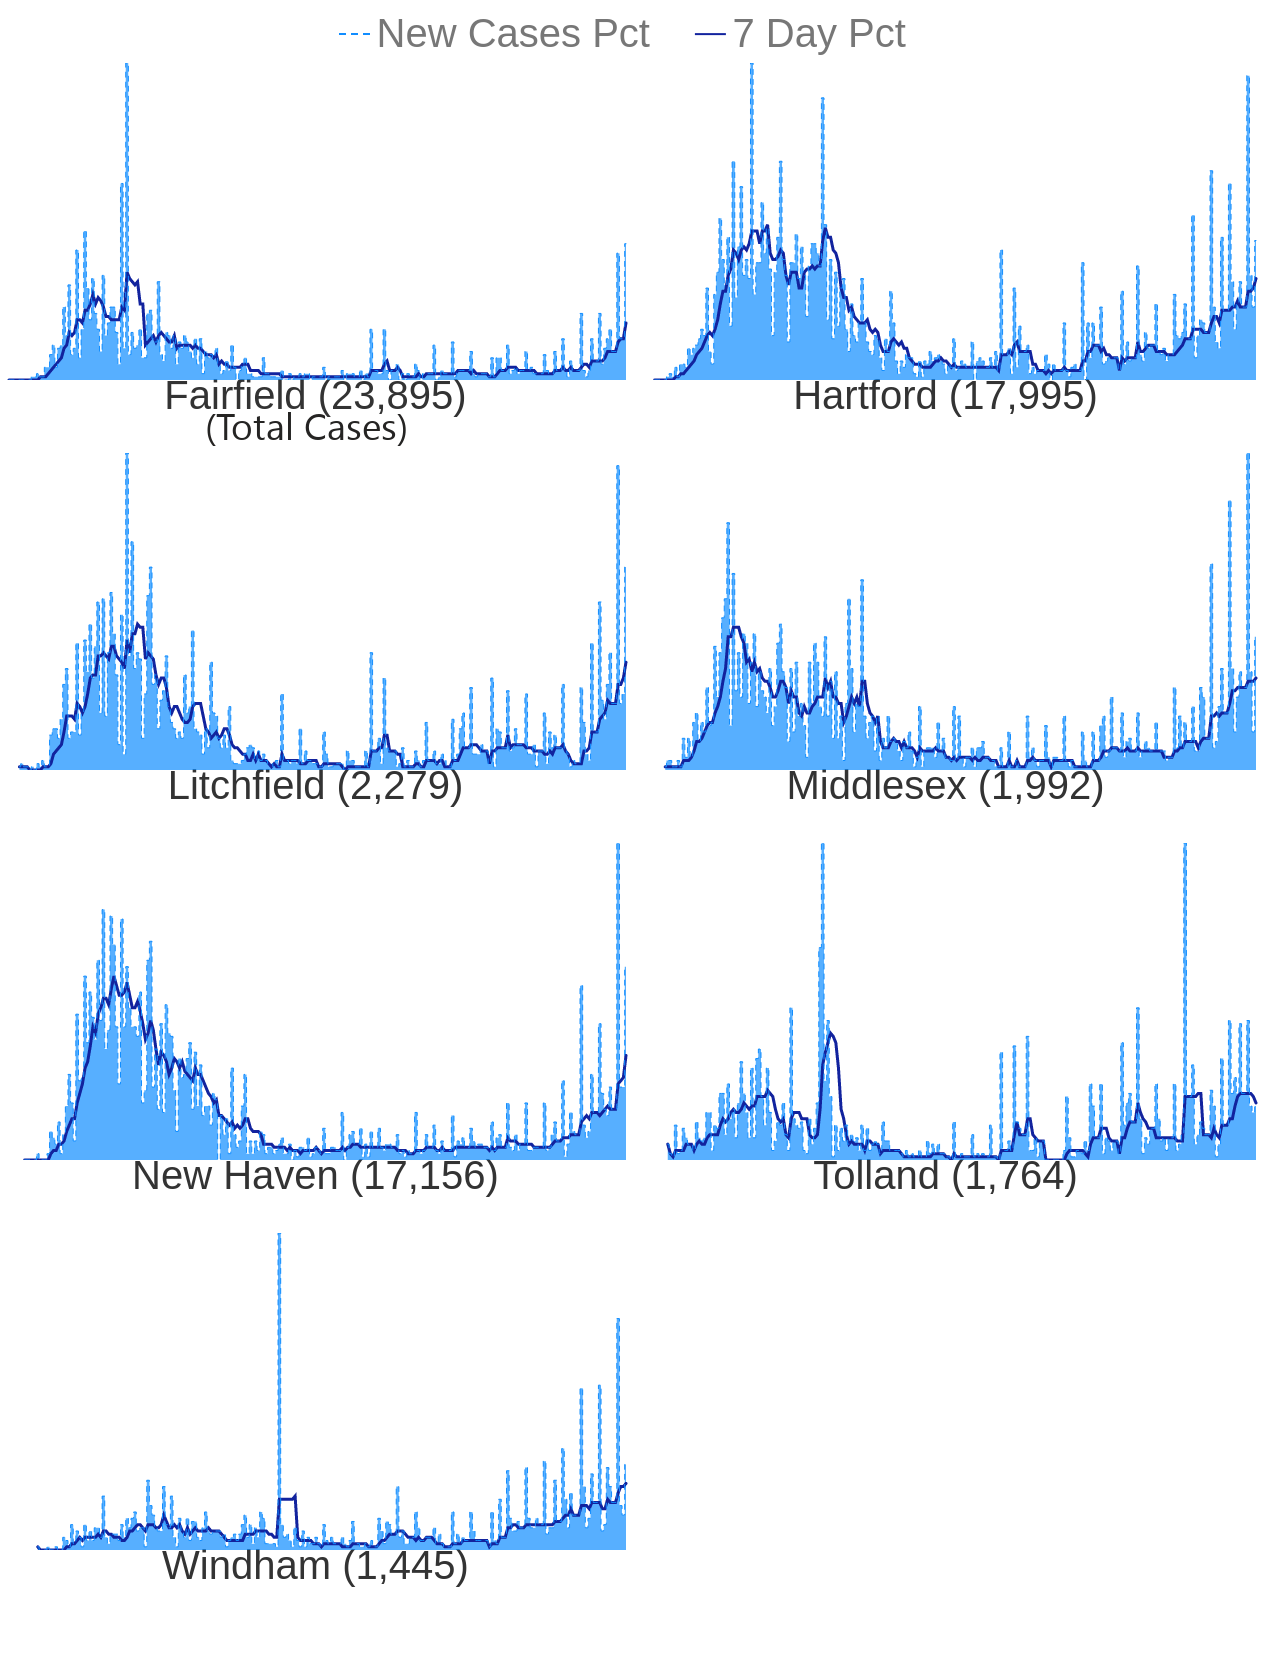 New Cases Pct 7 Day Pct
Fairfield (23,895) Hartford (17,995)
(Total Cases)
Litchfield (2,279) Middlesex (1,992)
New Haven (17,156) Tolland (1,764)
Windham (1,445)